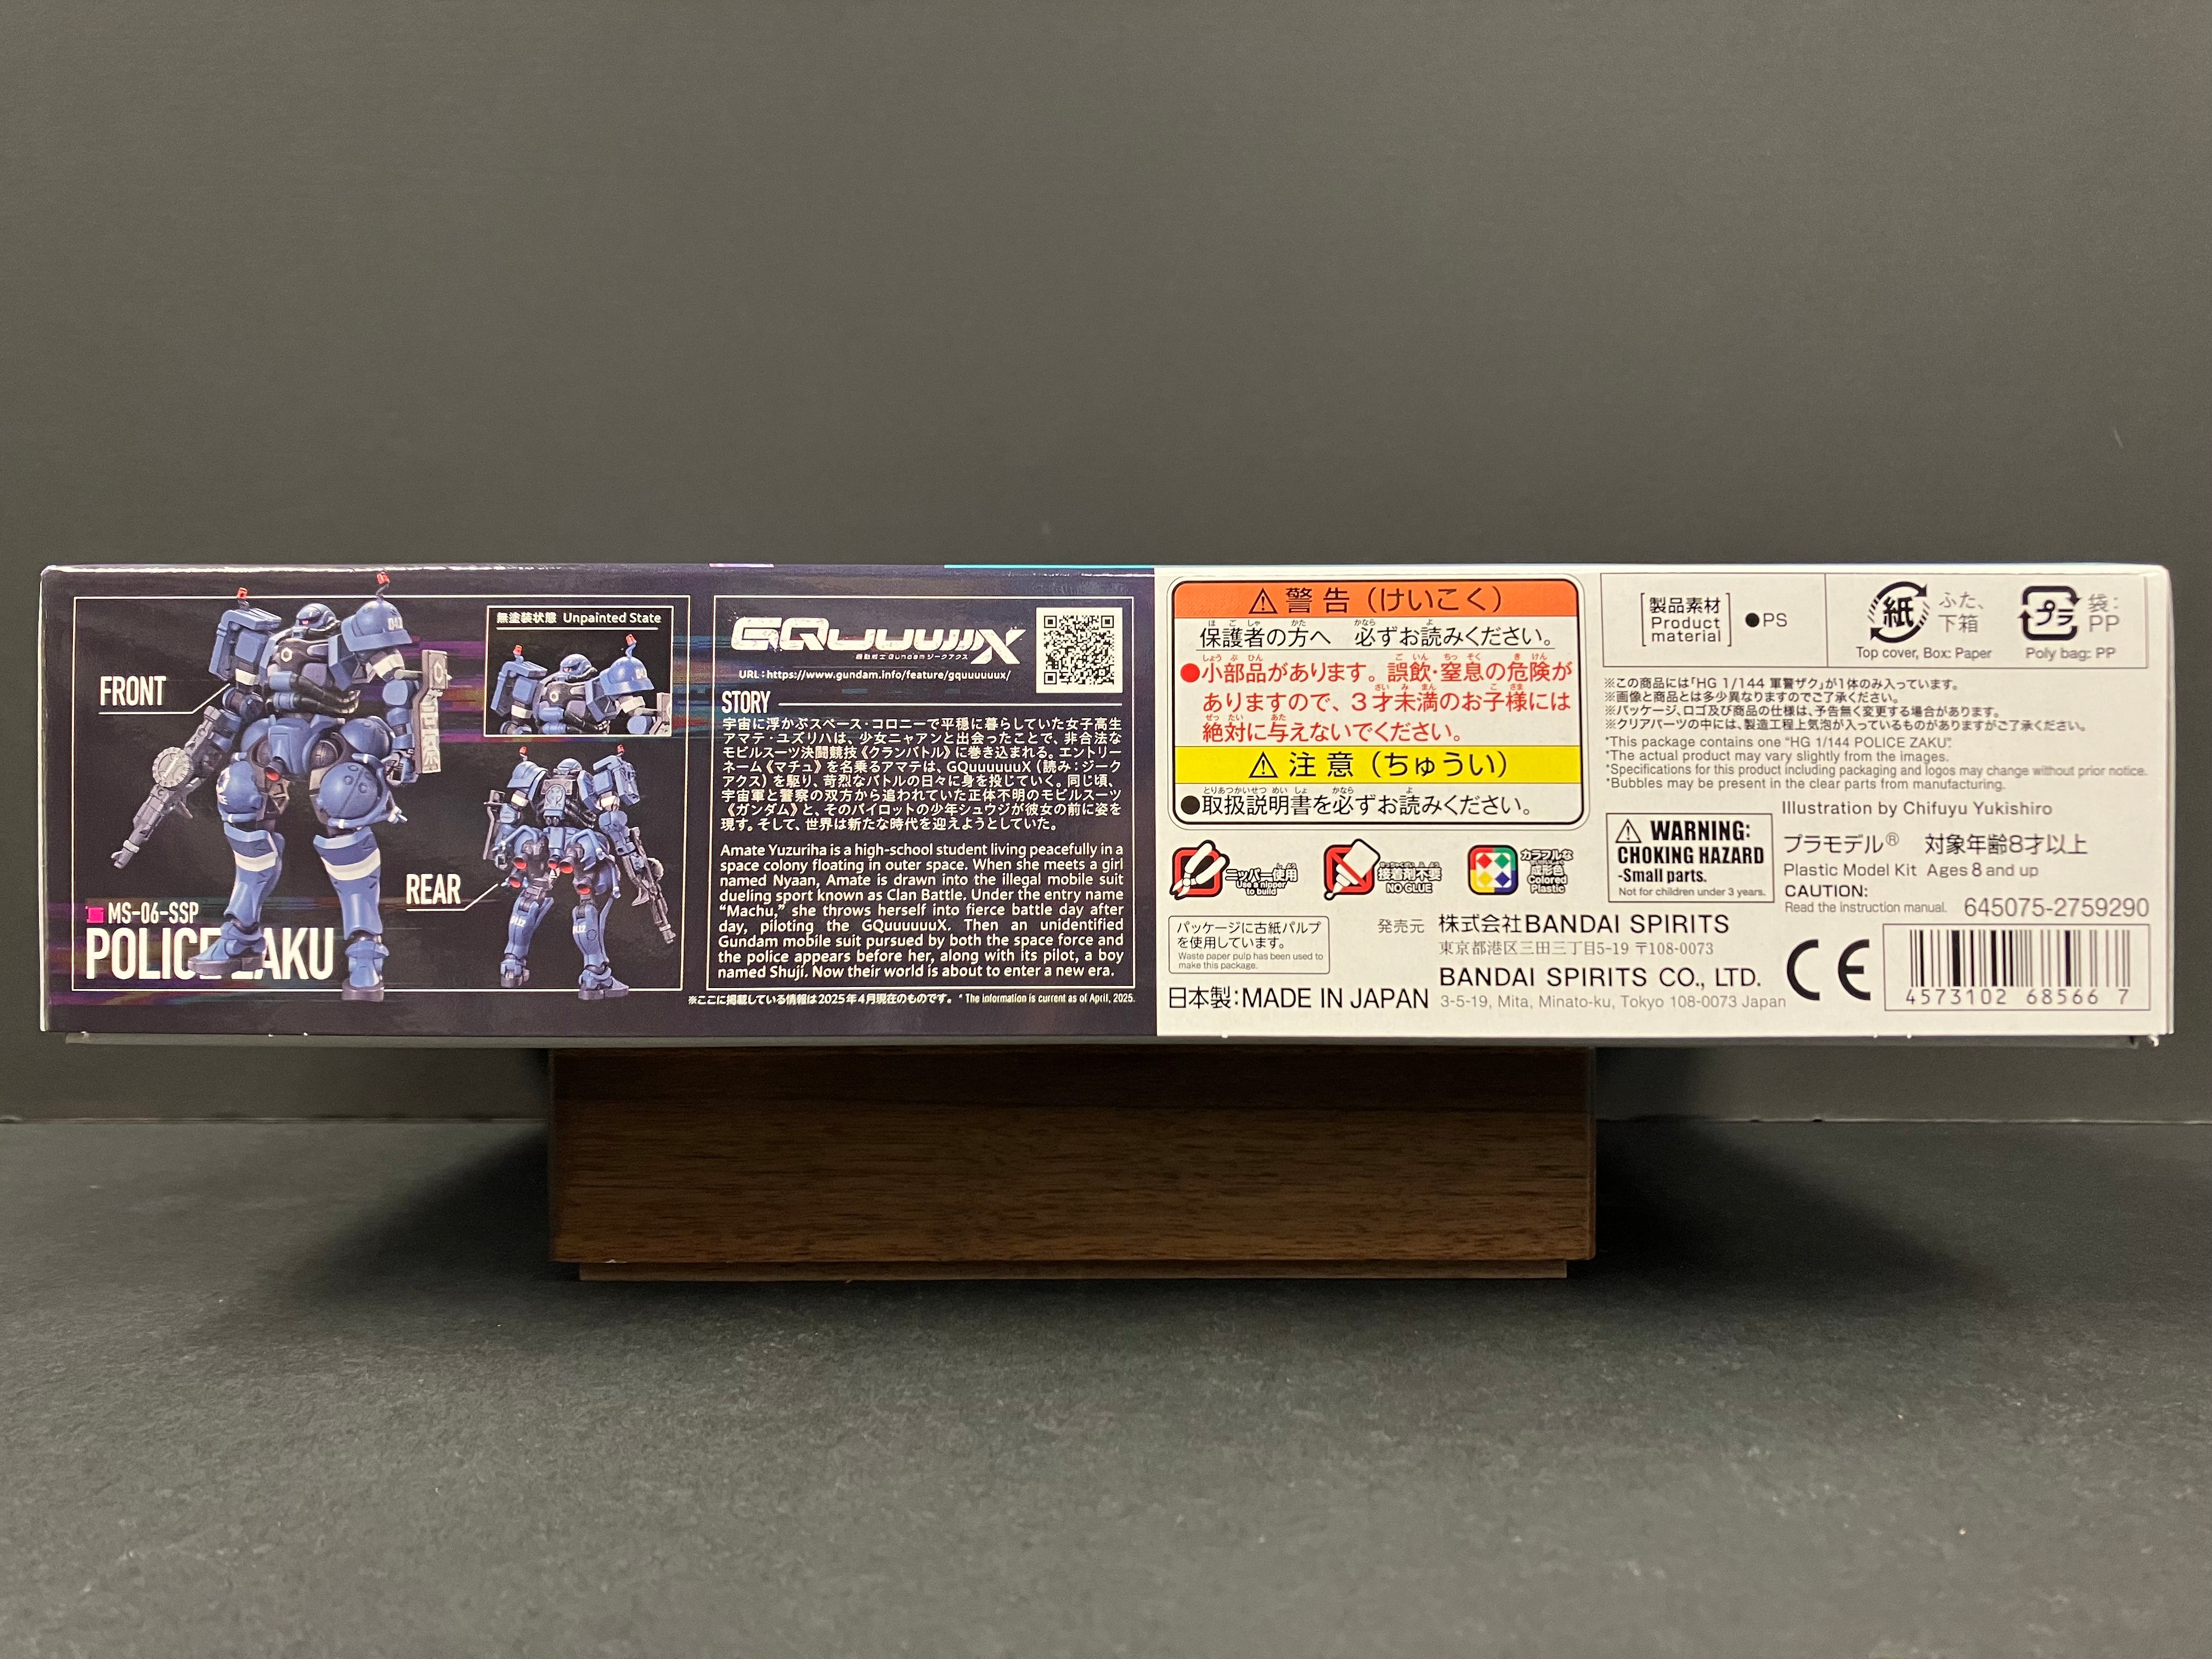 FRONT
無塗装状態 Unpainted State
REAR
MS-06-SSP
POLICE ZAKU
GQuuuuuuX
機動戦士Gundam ジークアクス
URL：https://www.gundam.info/feature/gquuuuuux/
STORY
宇宙に浮かぶスペース・コロニーで平穏に暮らしていた女子高生
アマテ・ユズリハは、少女ニャアンと出会ったことで、非合法な
モビルスーツ決闘競技《クランバトル》に巻き込まれる。エントリー
ネーム《マチュ》を名乗るアマテは、GQuuuuuuX（読み：ジーク
アクス）を駆り、苛烈なバトルの日々に身を投じていく。同じ頃、
宇宙軍と警察の双方から追われていた正体不明のモビルスーツ
《ガンダム》と、そのパイロットの少年シュウジが彼女の前に姿を
現す。そして、世界は新たな時代を迎えようとしていた。
Amate Yuzuriha is a high-school student living peacefully in a
space colony floating in outer space. When she meets a girl
named Nyaan, Amate is drawn into the illegal mobile suit
dueling sport known as Clan Battle. Under the entry name
“Machu,” she throws herself into fierce battle day after
day, piloting the GQuuuuuuX. Then an unidentified
Gundam mobile suit pursued by both the space force and
the police appears before her, along with its pilot, a boy
named Shuji. Now their world is about to enter a new era.
※ここに掲載している情報は2025年4月現在のものです。 * The information is current as of April, 2025.
⚠ 警告（けいこく）
保護者の方へ 必ずお読みください。
●小部品があります。誤飲・窒息の危険が
ありますので、3才未満のお子様には
絶対に与えないでください。
⚠ 注意（ちゅうい）
●取扱説明書を必ずお読みください。
ニッパー使用
Use a nipper
to build
接着剤不要
NO GLUE
カラフルな
成形色
Colored
Plastic
パッケージに古紙パルプ
を使用しています。
Waste paper pulp has been used to
make this package.
日本製：MADE IN JAPAN
発売元 株式会社BANDAI SPIRITS
東京都港区三田三丁目5-19 〒108-0073
BANDAI SPIRITS CO., LTD.
3-5-19, Mita, Minato-ku, Tokyo 108-0073 Japan
製品素材
Product
material
●PS
紙
ふた、
下箱
Top cover, Box: Paper
プラ
袋：
PP
Poly bag: PP
※この商品には「HG 1/144 軍警ザク」が1体のみ入っています。
※画像と商品とは多少異なりますのでご了承ください。
※パッケージ、ロゴ及び商品の仕様は、予告無く変更する場合があります。
※クリアパーツの中には、製造工程上気泡が入っているものがありますがご了承ください。
*This package contains one “HG 1/144 POLICE ZAKU”.
*The actual product may vary slightly from the images.
*Specifications for this product including packaging and logos may change without prior notice.
*Bubbles may be present in the clear parts from manufacturing.
Illustration by Chifuyu Yukishiro
⚠ WARNING:
CHOKING HAZARD
-Small parts.
Not for children under 3 years.
プラモデル® 対象年齢8才以上
Plastic Model Kit Ages 8 and up
CAUTION:
Read the instruction manual.
645075-2759290
CE
4573102 68566 7